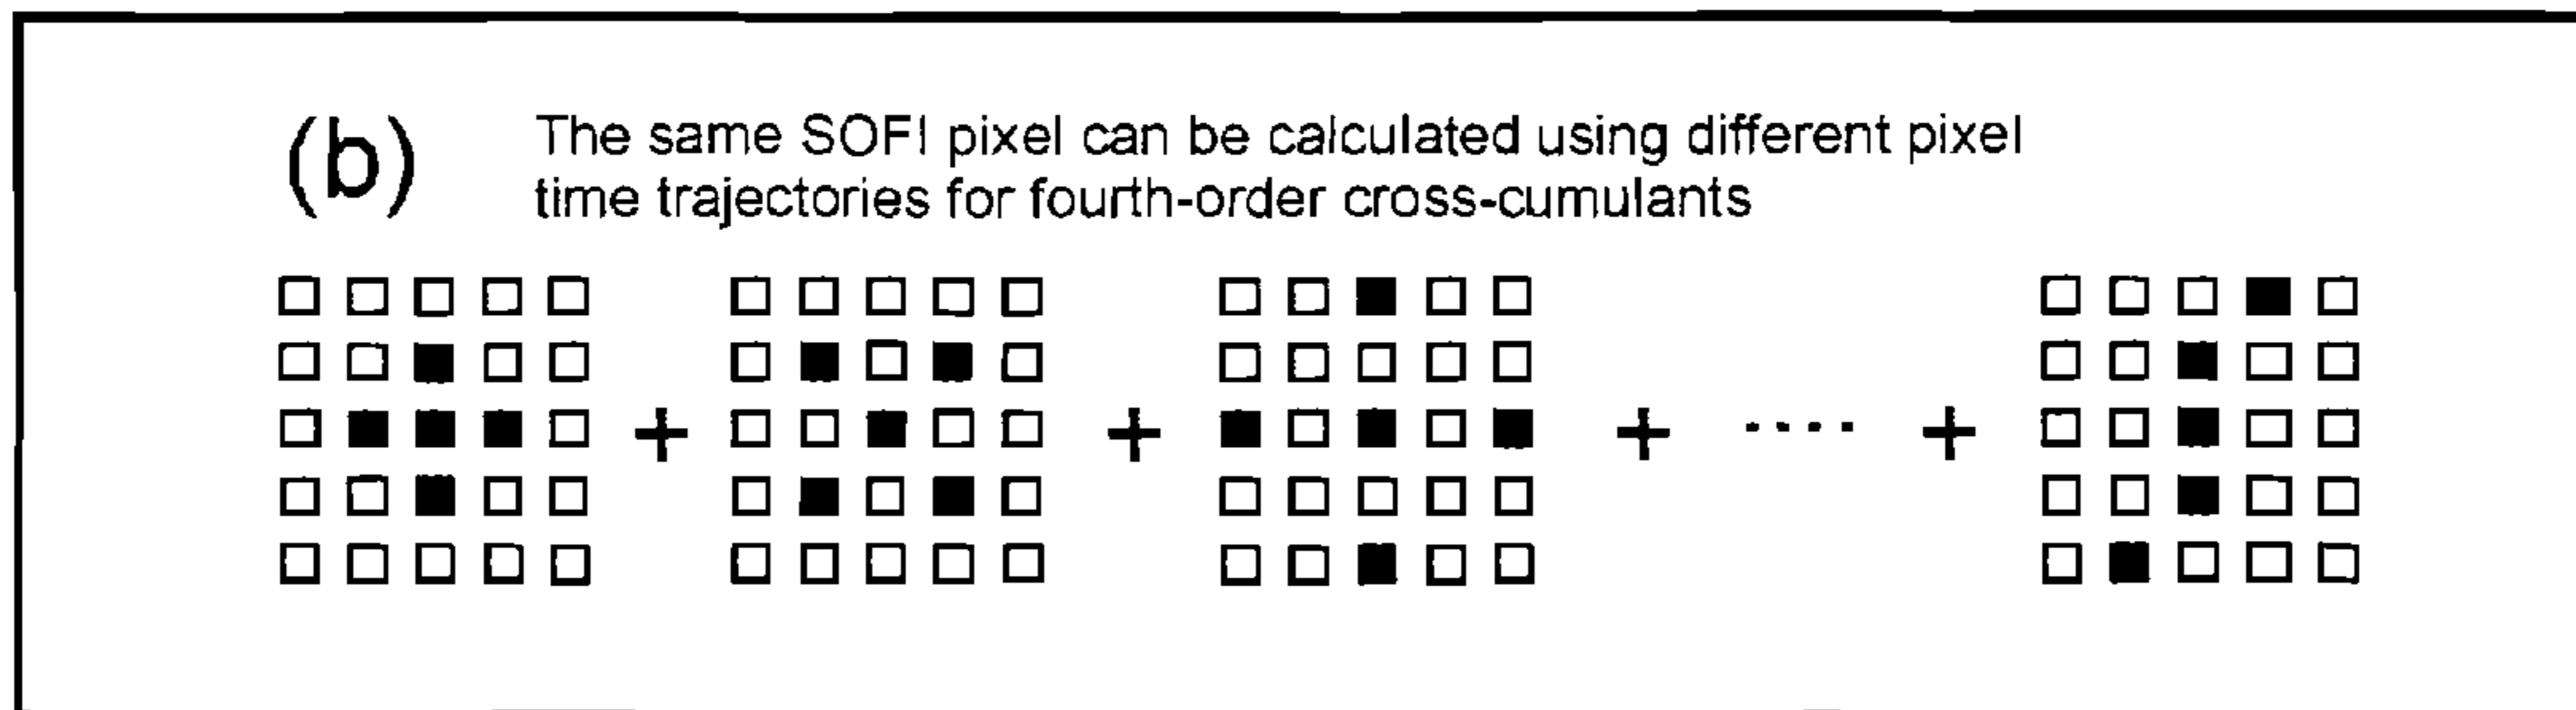 (b) The same SOFI pixel can be calculated using different pixel
time trajectories for fourth-order cross-cumulants
+ + + ···· +